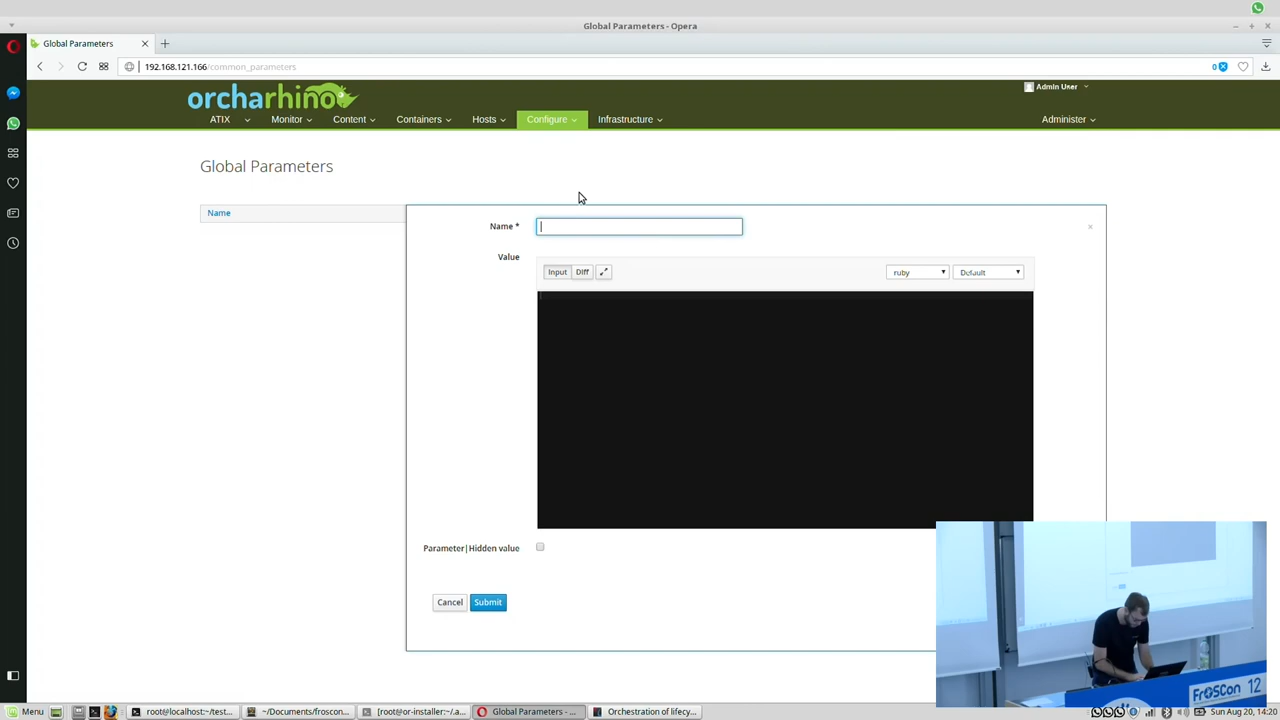 Global Parameters - Opera
Global Parameters
192.168.121.166/common_parameters
0
orcharhino
Admin User
ATIX
Monitor
Content
Containers
Hosts
Configure
Infrastructure
Administer
Global Parameters
Name
Name *
Value
Input
Diff
ruby
Default
Parameter|Hidden value
Cancel
Submit
FrOSCon 12
Menu
root@localhost:~/test...
~/Documents/froscon...
[root@or-installer:~/.a...
Global Parameters - ...
Orchestration of lifecy...
Sun Aug 20, 14:20